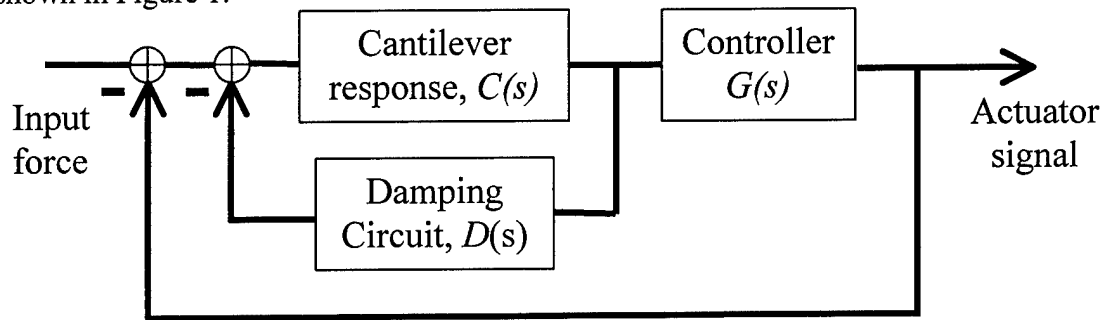 shown in Figure 1.
Cantilever
response, C(s)
Controller
G(s)
Input
force
Actuator
signal
Damping
Circuit, D(s)